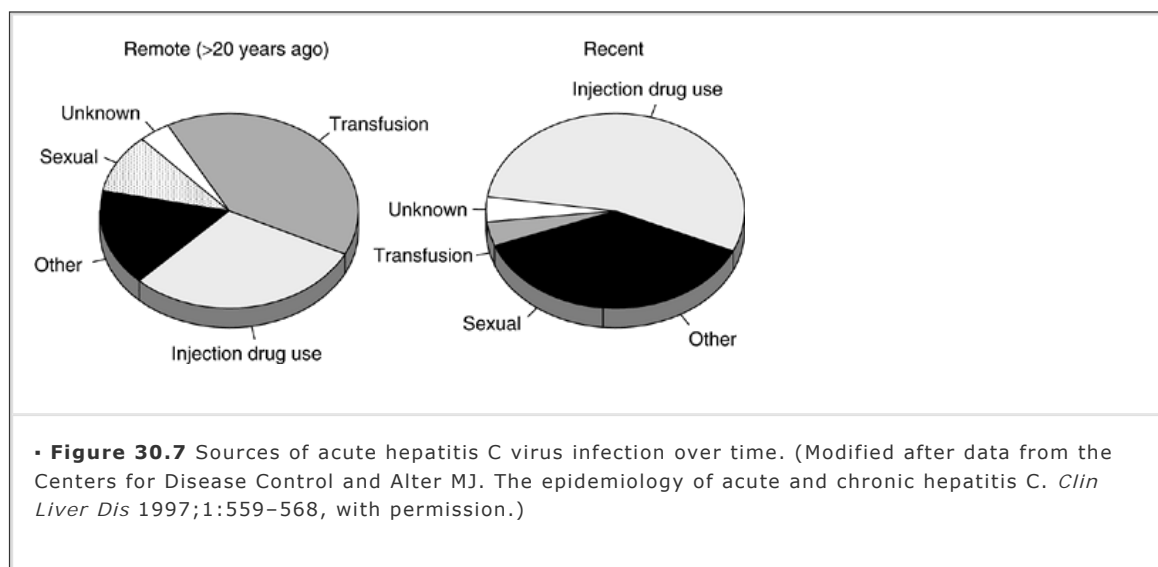 Remote (>20 years ago)
Unknown
Transfusion
Sexual
Other
Injection drug use
Recent
Injection drug use
Unknown
Transfusion
Sexual
Other
▪ Figure 30.7 Sources of acute hepatitis C virus infection over time. (Modified after data from the
Centers for Disease Control and Alter MJ. The epidemiology of acute and chronic hepatitis C. Clin
Liver Dis 1997;1:559–568, with permission.)